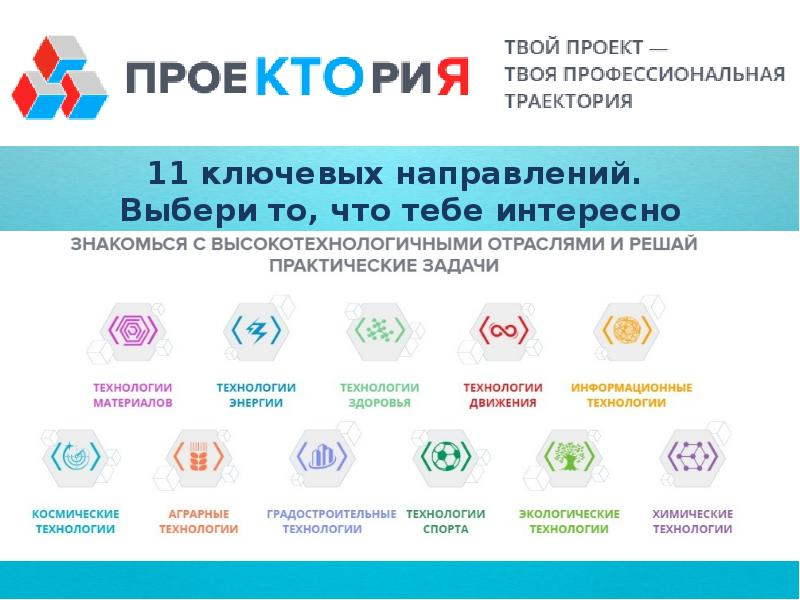 ПРОЕКТОРИЯ
ТВОЙ ПРОЕКТ —
ТВОЯ ПРОФЕССИОНАЛЬНАЯ
ТРАЕКТОРИЯ
11 ключевых направлений.
Выбери то, что тебе интересно
ЗНАКОМЬСЯ С ВЫСОКОТЕХНОЛОГИЧНЫМИ ОТРАСЛЯМИ И РЕШАЙ
ПРАКТИЧЕСКИЕ ЗАДАЧИ
ТЕХНОЛОГИИ
МАТЕРИАЛОВ
ТЕХНОЛОГИИ
ЭНЕРГИИ
ТЕХНОЛОГИИ
ЗДОРОВЬЯ
ТЕХНОЛОГИИ
ДВИЖЕНИЯ
ИНФОРМАЦИОННЫЕ
ТЕХНОЛОГИИ
КОСМИЧЕСКИЕ
ТЕХНОЛОГИИ
АГРАРНЫЕ
ТЕХНОЛОГИИ
ГРАДОСТРОИТЕЛЬНЫЕ
ТЕХНОЛОГИИ
ТЕХНОЛОГИИ
СПОРТА
ЭКОЛОГИЧЕСКИЕ
ТЕХНОЛОГИИ
ХИМИЧЕСКИЕ
ТЕХНОЛОГИИ